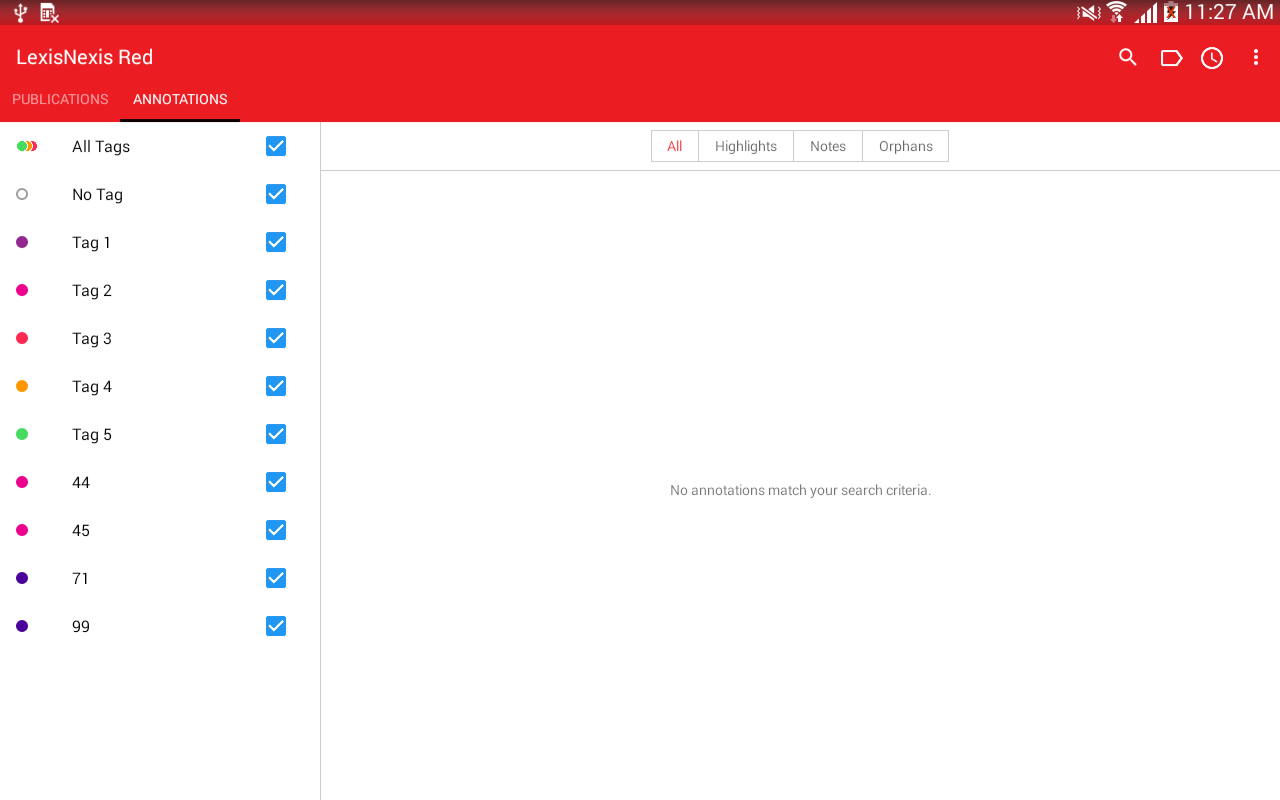 11:27 AM
LexisNexis Red
PUBLICATIONS ANNOTATIONS
All Tags
No Tag
Tag 1
Tag 2
Tag 3
Tag 4
Tag 5
44
45
71
99
All Highlights Notes Orphans
No annotations match your search criteria.